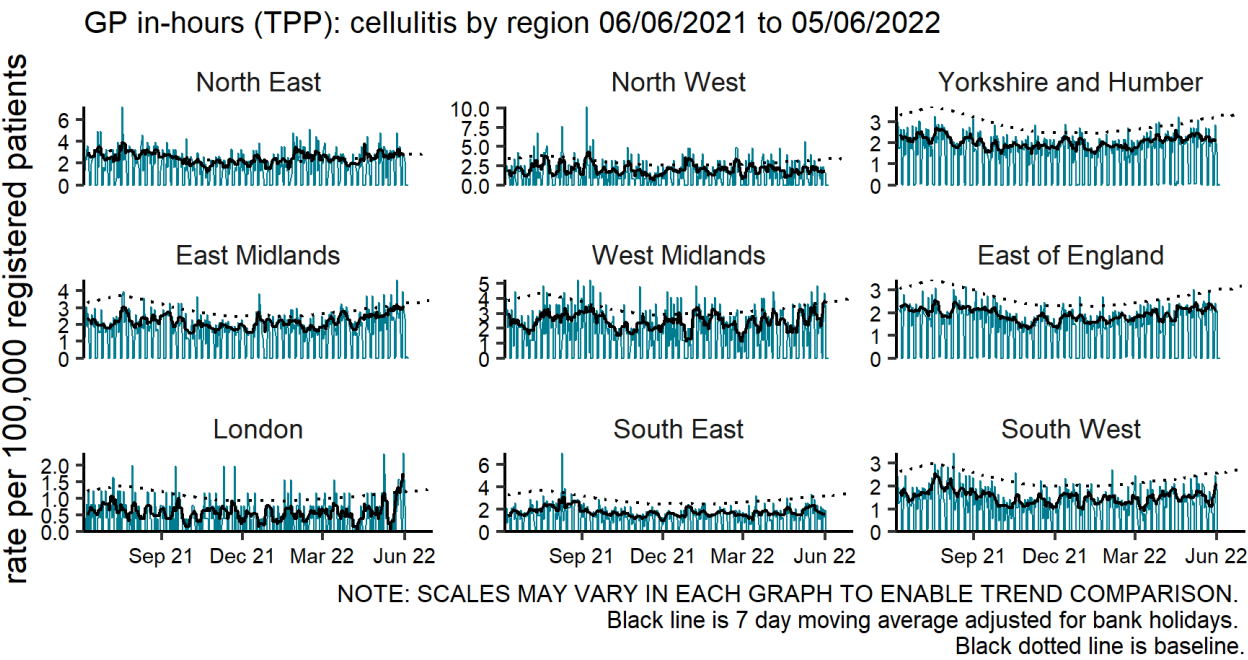 GP in-hours (TPP): cellulitis by region 06/06/2021 to 05/06/2022
rate per 100,000 registered patients
North East
6
4
2
0
North West
10.0
7.5
5.0
2.5
0.0
Yorkshire and Humber
3
2
1
0
East Midlands
4
3
2
1
0
West Midlands
5
4
3
2
1
0
East of England
3
2
1
0
London
2.0
1.5
1.0
0.5
0.0
Sep 21 Dec 21 Mar 22 Jun 22
South East
6
4
2
0
Sep 21 Dec 21 Mar 22 Jun 22
South West
3
2
1
0
Sep 21 Dec 21 Mar 22 Jun 22
NOTE: SCALES MAY VARY IN EACH GRAPH TO ENABLE TREND COMPARISON.
Black line is 7 day moving average adjusted for bank holidays.
Black dotted line is baseline.